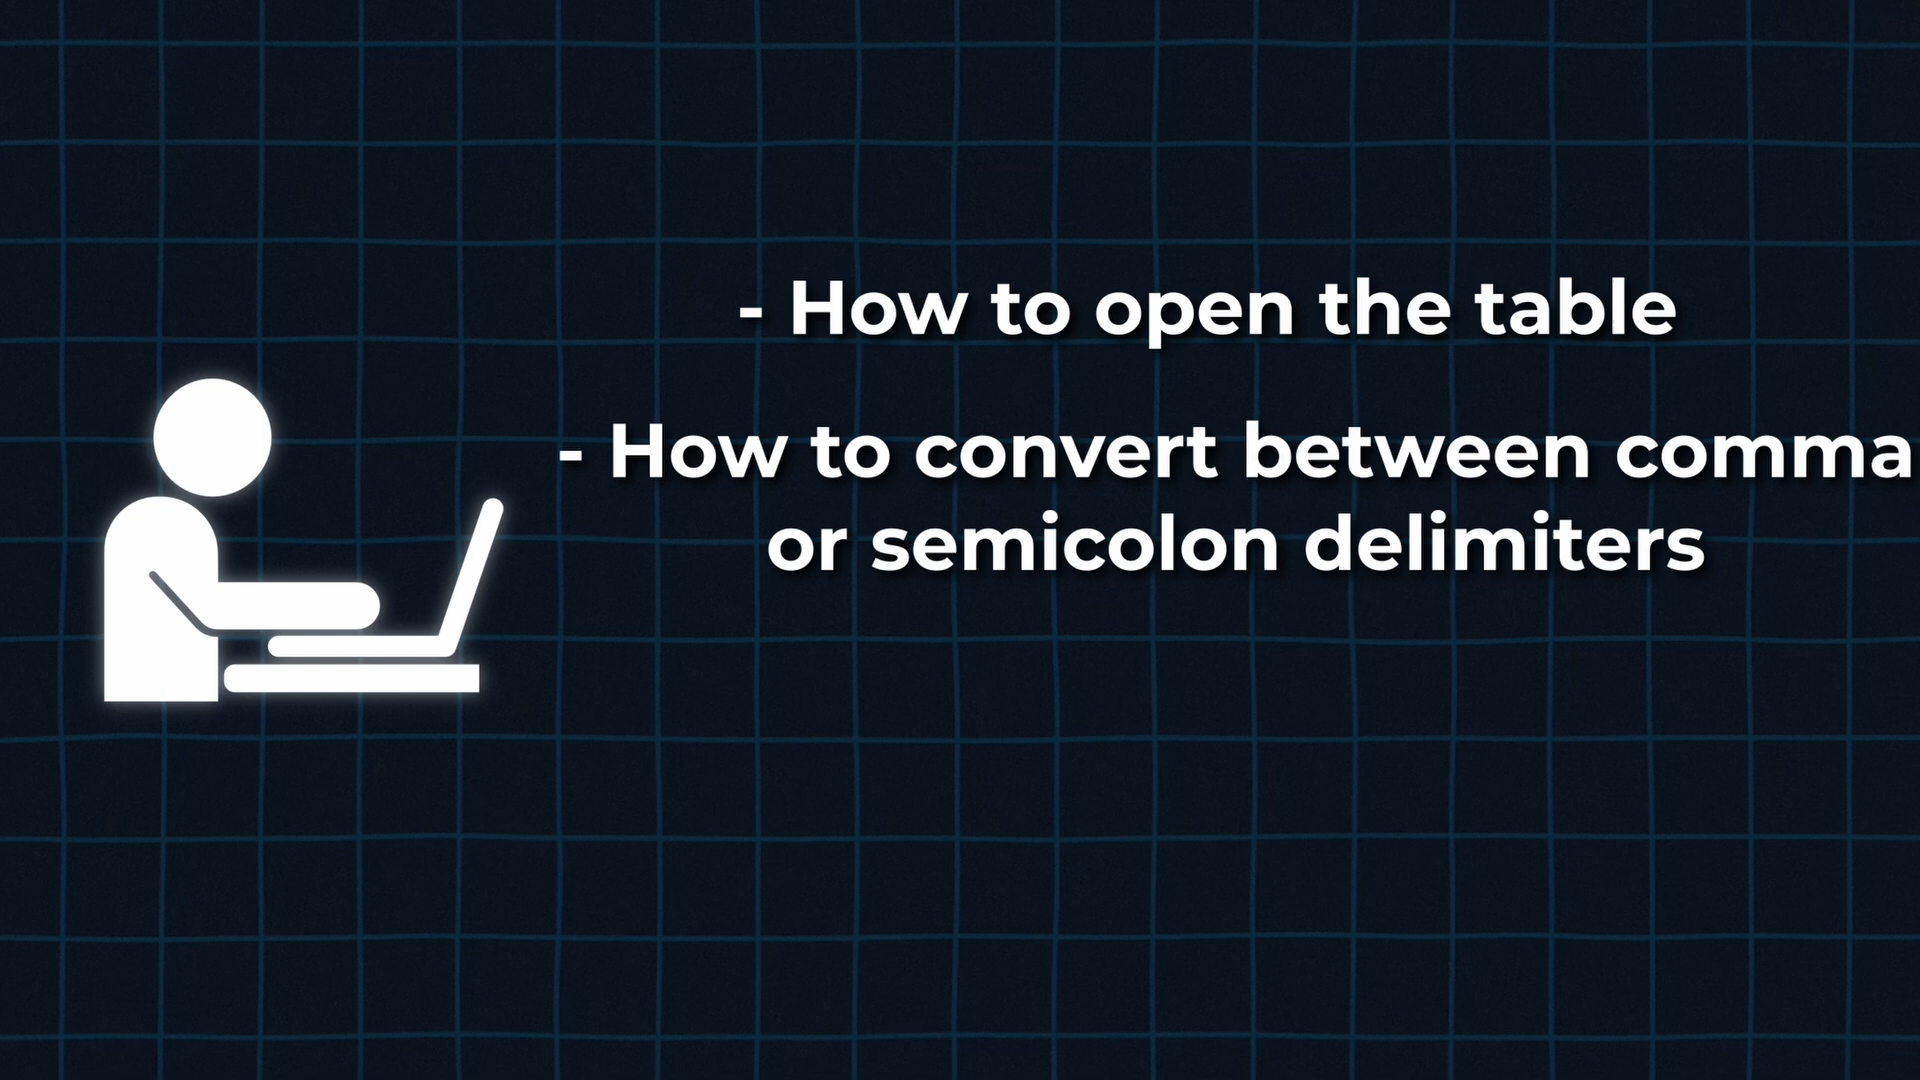 - How to open the table
- How to convert between comma
or semicolon delimiters